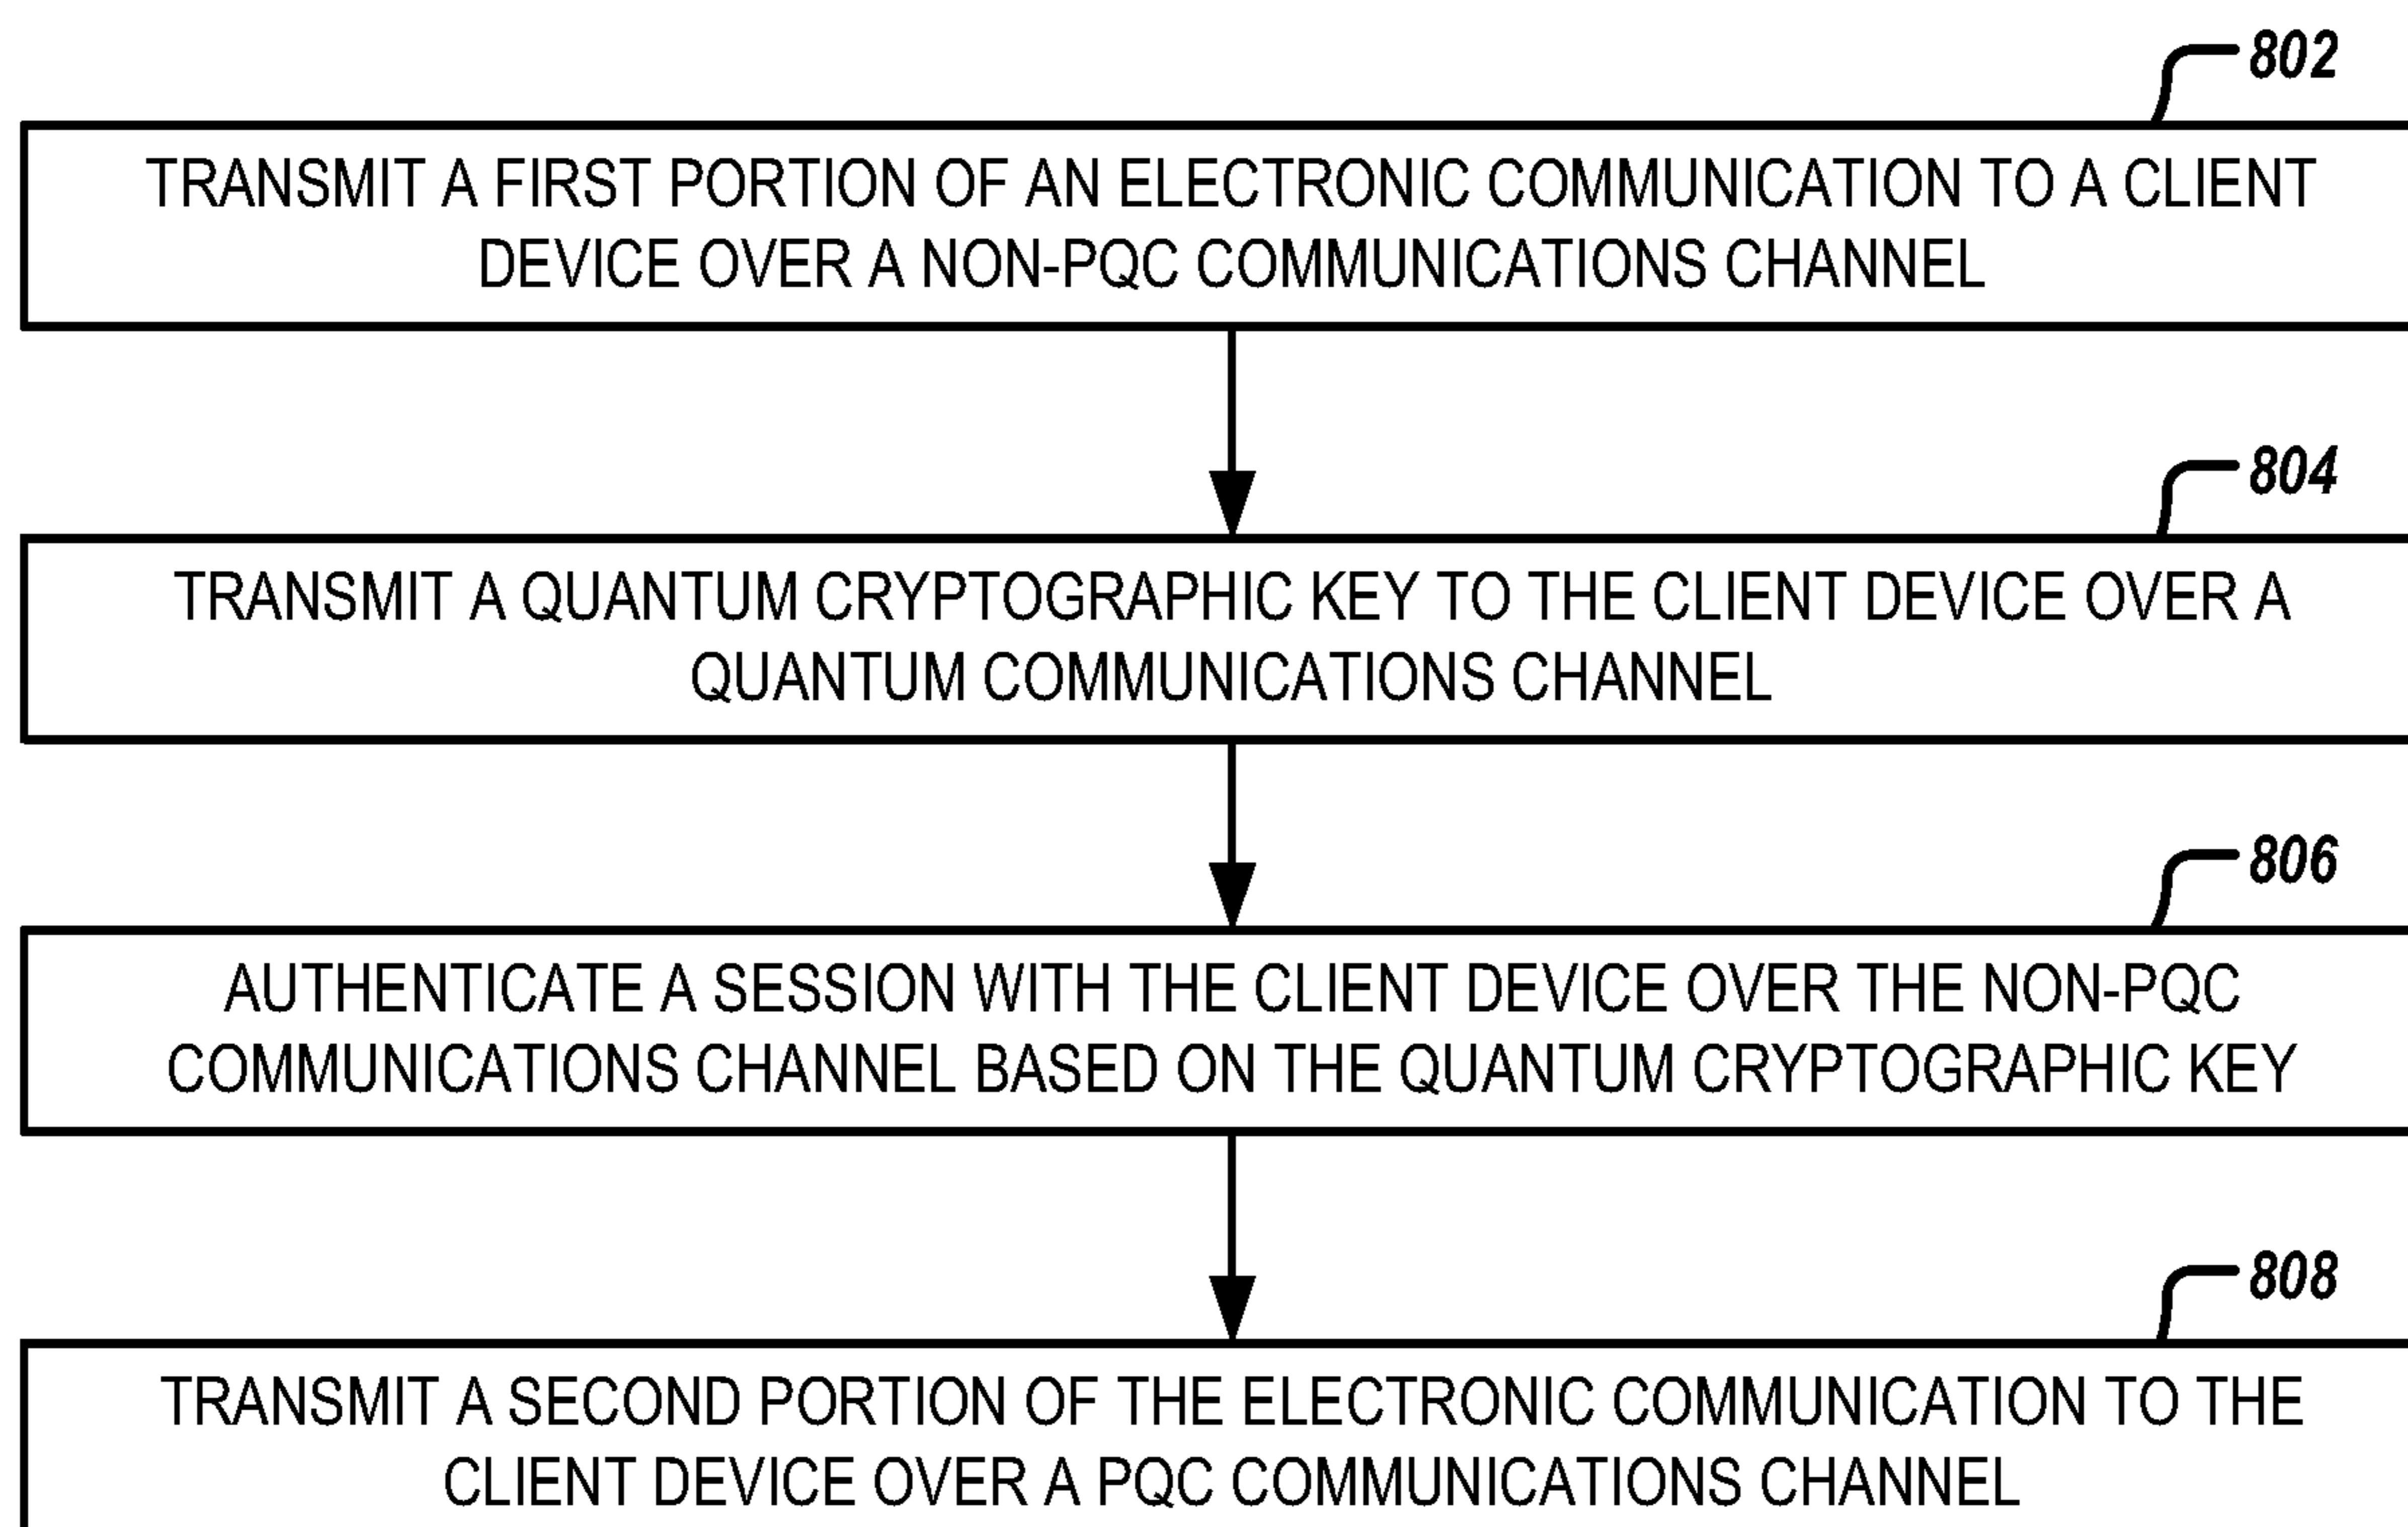 802
TRANSMIT A FIRST PORTION OF AN ELECTRONIC COMMUNICATION TO A CLIENT
DEVICE OVER A NON-PQC COMMUNICATIONS CHANNEL
804
TRANSMIT A QUANTUM CRYPTOGRAPHIC KEY TO THE CLIENT DEVICE OVER A
QUANTUM COMMUNICATIONS CHANNEL
806
AUTHENTICATE A SESSION WITH THE CLIENT DEVICE OVER THE NON-PQC
COMMUNICATIONS CHANNEL BASED ON THE QUANTUM CRYPTOGRAPHIC KEY
808
TRANSMIT A SECOND PORTION OF THE ELECTRONIC COMMUNICATION TO THE
CLIENT DEVICE OVER A PQC COMMUNICATIONS CHANNEL